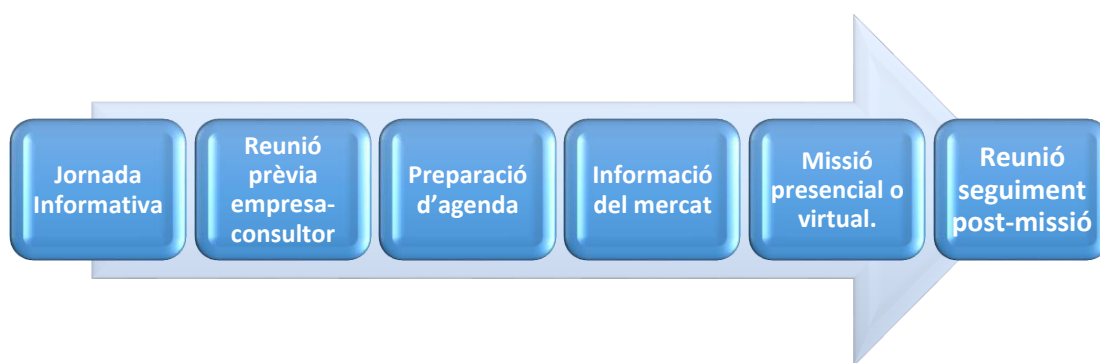 Jornada
Informativa
Reunió
prèvia
empresa-
consultor
Preparació
d’agenda
Informació
del mercat
Missió
presencial o
virtual.
Reunió
seguiment
post-missió